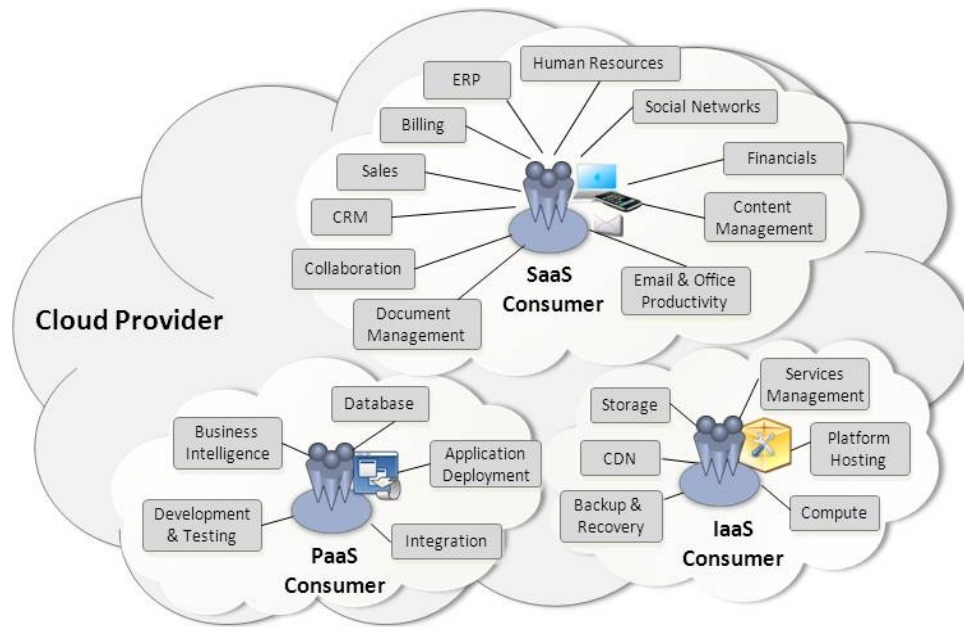 Human Resources
ERP
Social Networks
Billing
Financials
Sales
CRM
Content
Management
Collaboration
SaaS
Consumer
Email & Office
Productivity
Document
Management
Cloud Provider
Database
Business
Intelligence
Application
Deployment
Development
& Testing
Integration
PaaS
Consumer
Services
Management
Storage
Platform
Hosting
CDN
Backup &
Recovery
Compute
IaaS
Consumer